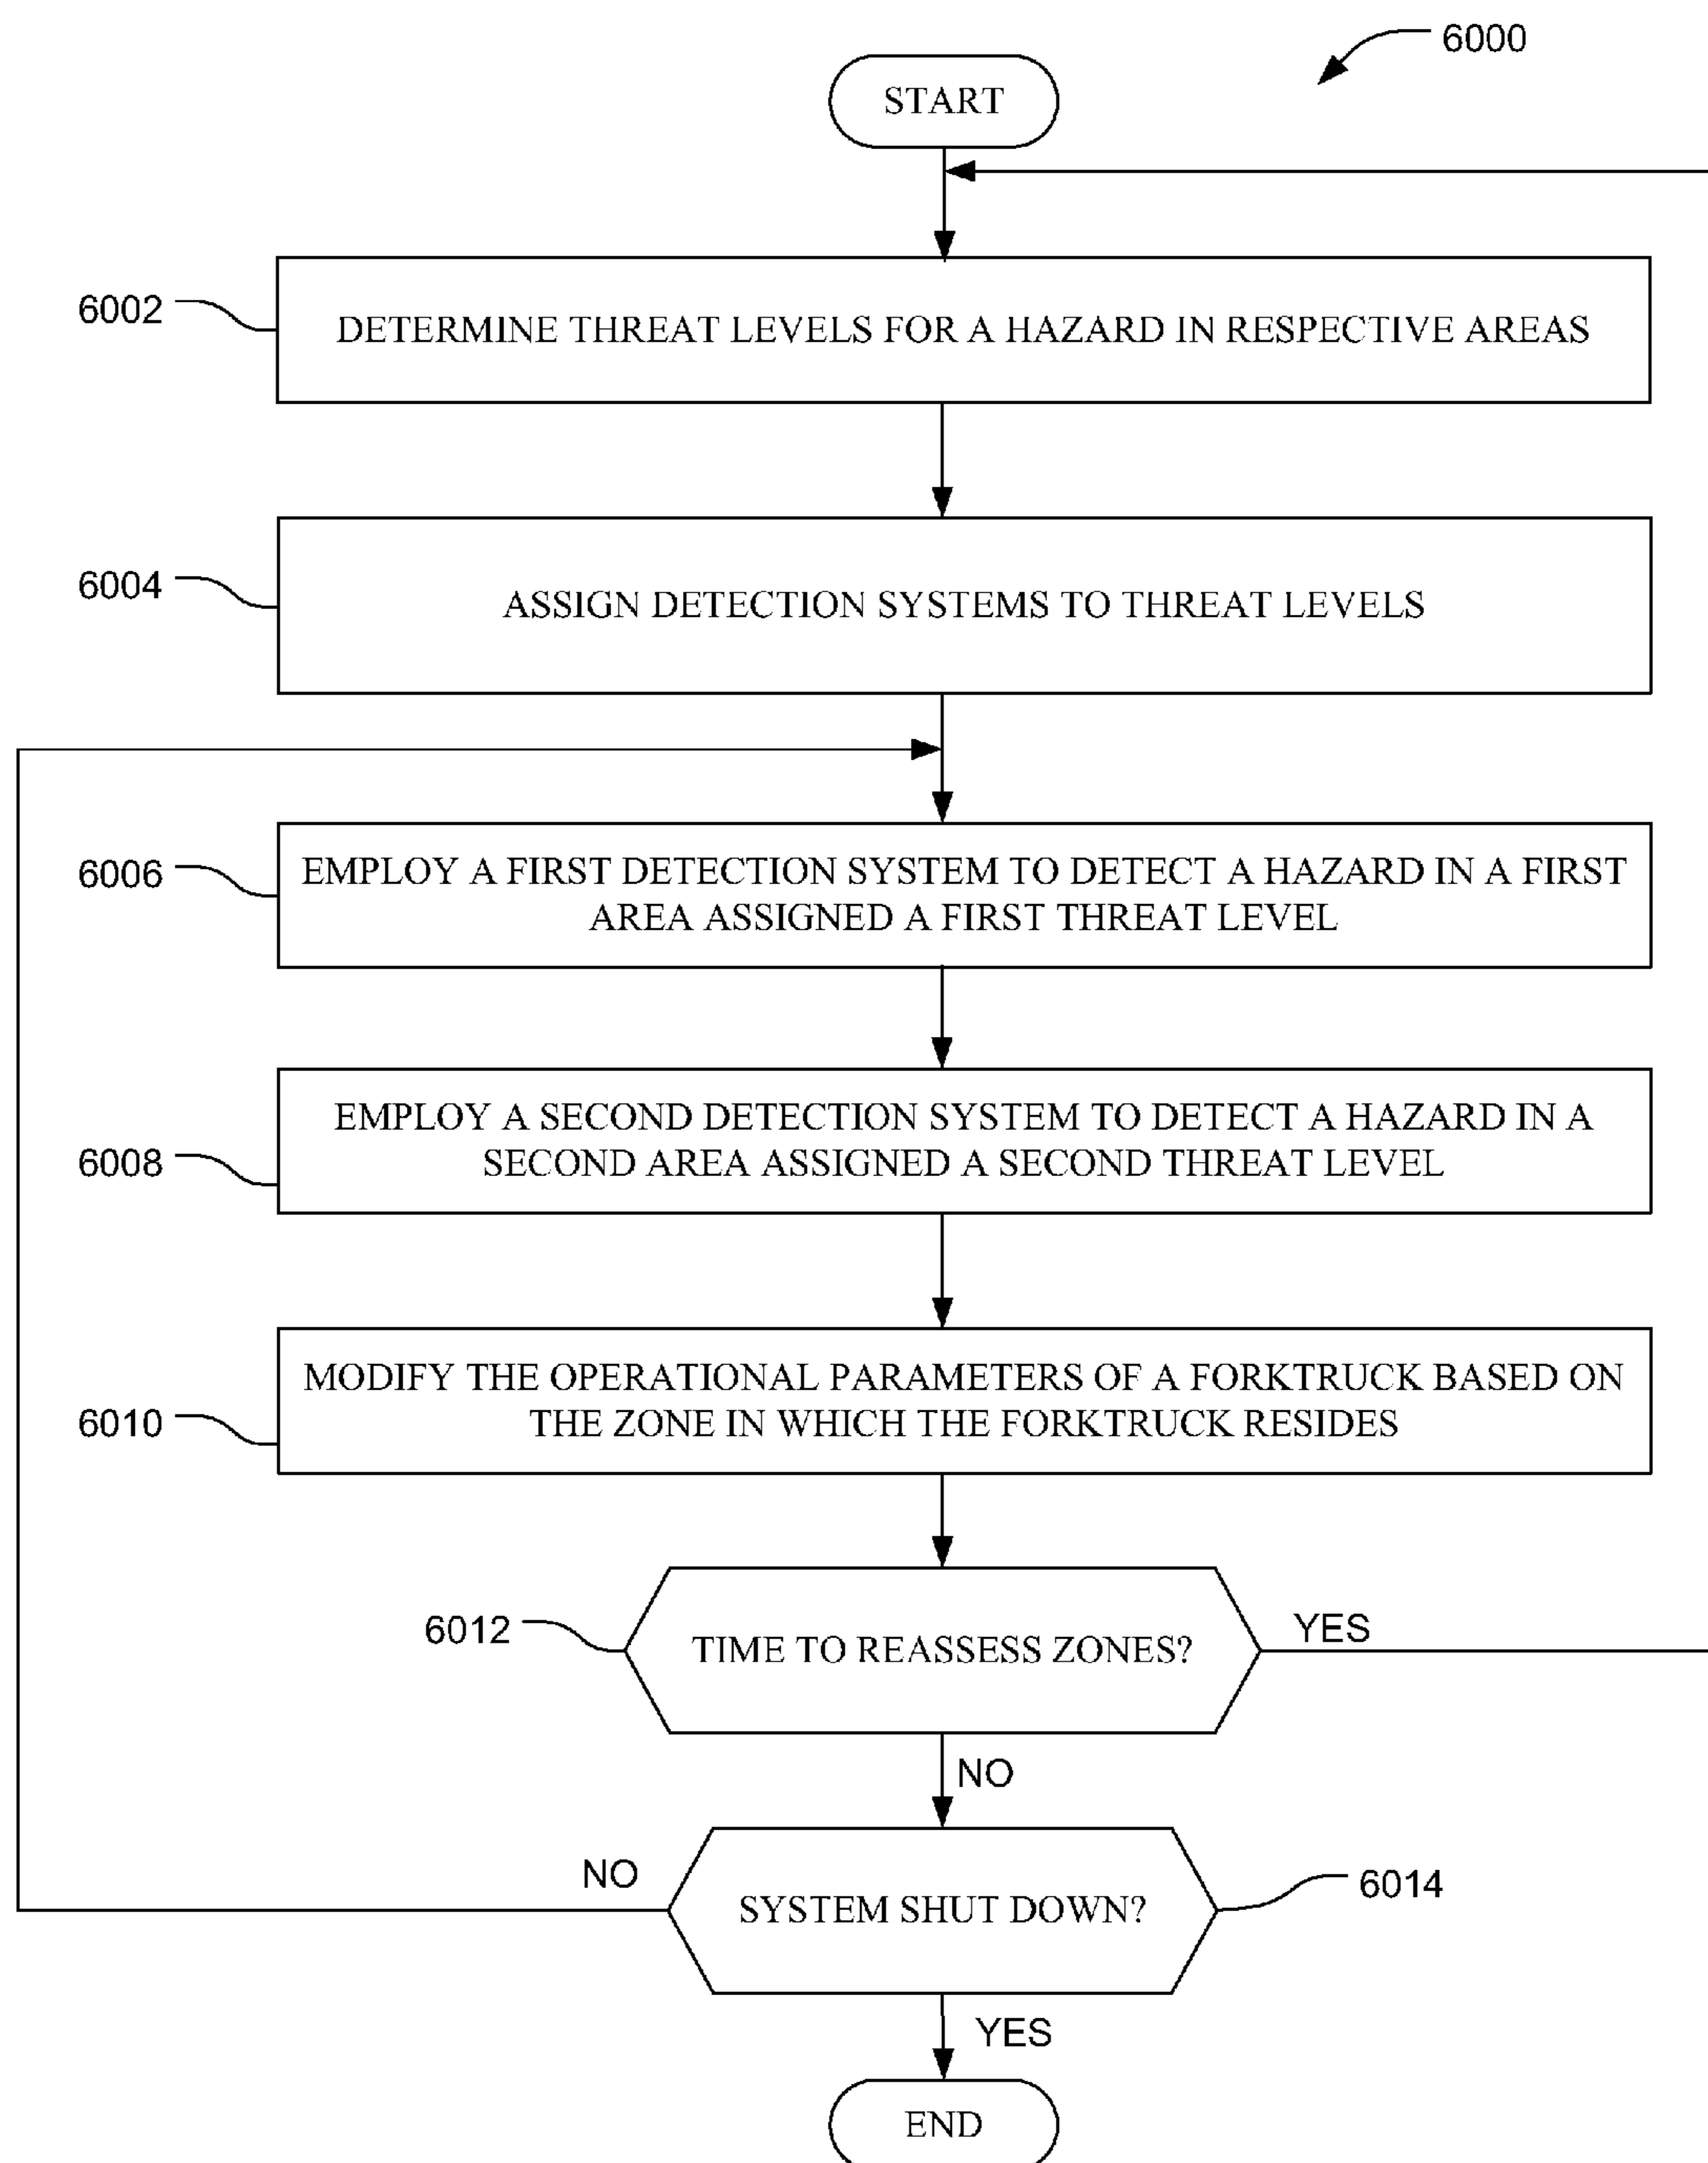 6000
START
6002
DETERMINE THREAT LEVELS FOR A HAZARD IN RESPECTIVE AREAS
6004
ASSIGN DETECTION SYSTEMS TO THREAT LEVELS
6006
EMPLOY A FIRST DETECTION SYSTEM TO DETECT A HAZARD IN A FIRST
AREA ASSIGNED A FIRST THREAT LEVEL
6008
EMPLOY A SECOND DETECTION SYSTEM TO DETECT A HAZARD IN A
SECOND AREA ASSIGNED A SECOND THREAT LEVEL
6010
MODIFY THE OPERATIONAL PARAMETERS OF A FORKTRUCK BASED ON
THE ZONE IN WHICH THE FORKTRUCK RESIDES
6012
TIME TO REASSESS ZONES?
YES
NO
NO
SYSTEM SHUT DOWN?
6014
YES
END